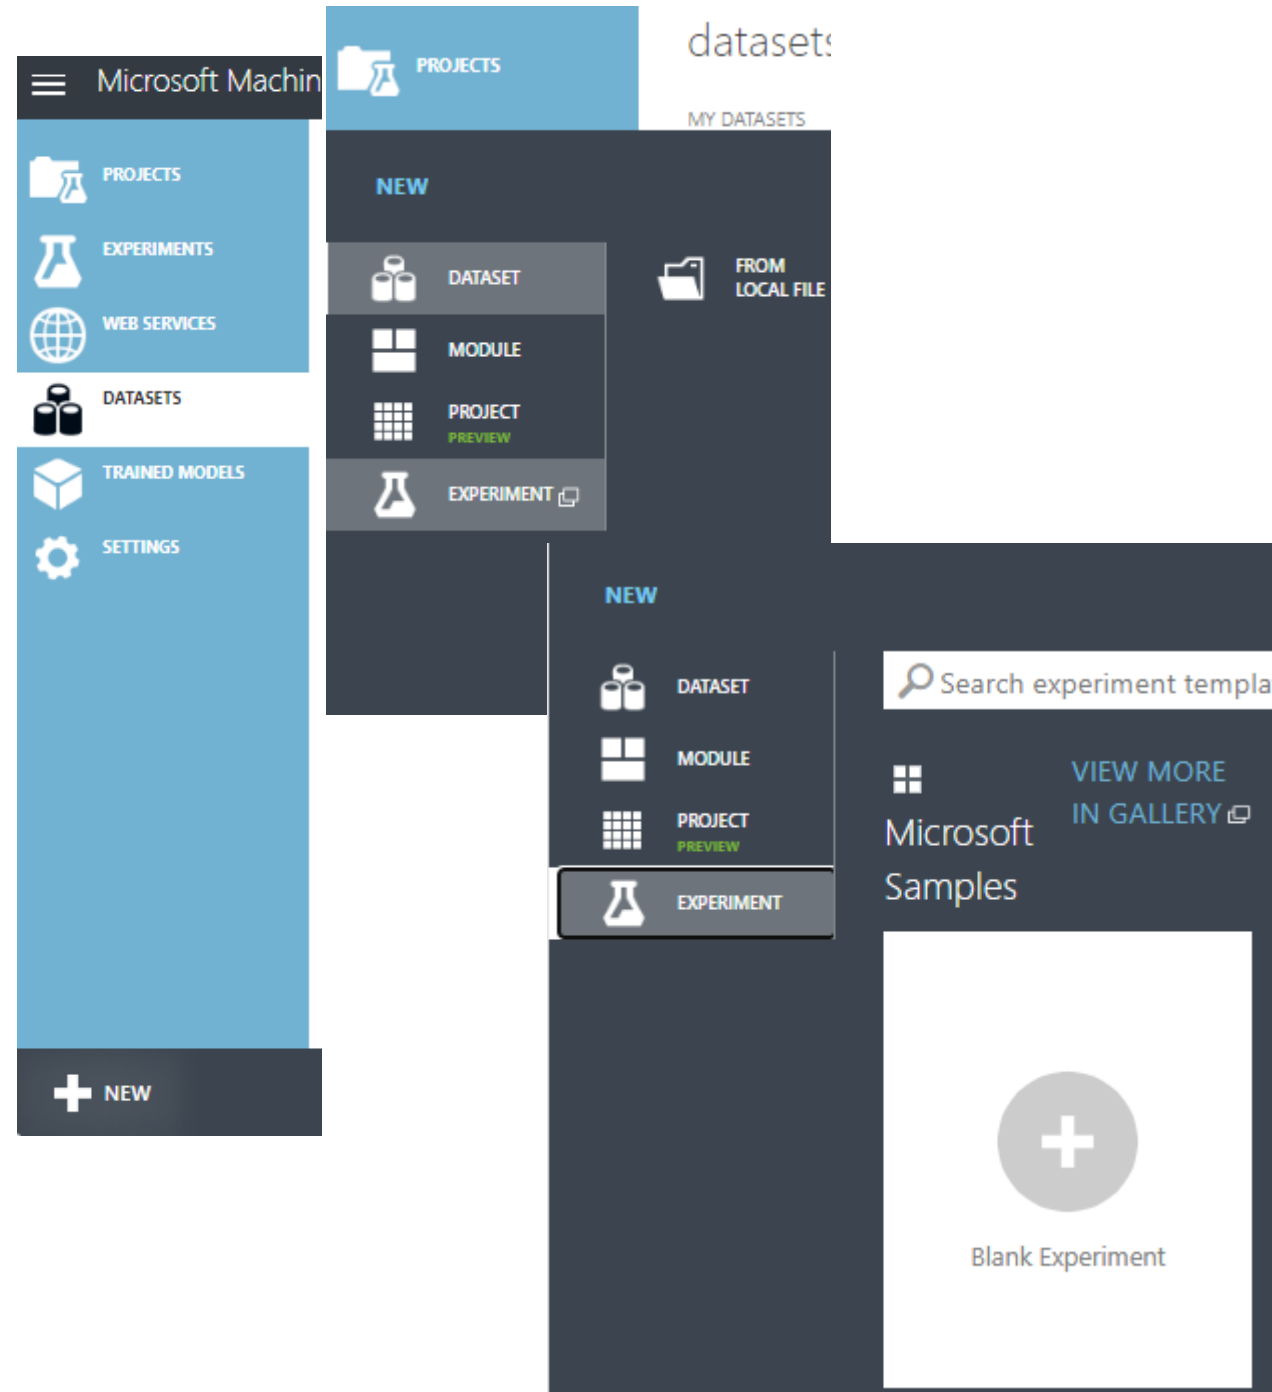 Microsoft Machin
PROJECTS
EXPERIMENTS
WEB SERVICES
DATASETS
TRAINED MODELS
SETTINGS
NEW
PROJECTS
datasets
MY DATASETS
NEW
DATASET
MODULE
PROJECT
PREVIEW
EXPERIMENT
FROM
LOCAL FILE
NEW
DATASET
MODULE
PROJECT
PREVIEW
EXPERIMENT
Search experiment templa
Microsoft
Samples
VIEW MORE
IN GALLERY
Blank Experiment